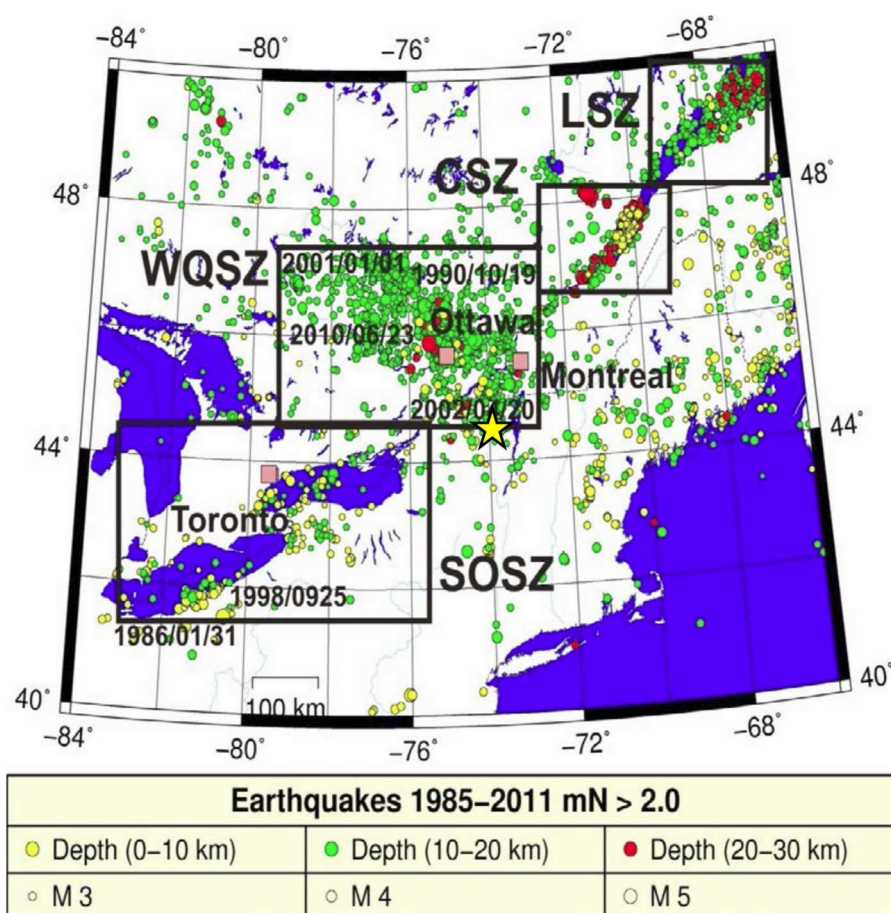 −84° −80° −76° −72° −68°
LSZ
CSZ
48° 48°
WQSZ
2001/01/01 1990/10/19
2010/06/23 Ottawa
Montreal
2002/04/20
44° 44°
Toronto
SOSZ
1998/0925
1986/01/31
100 km
40° 40°
−84° −80° −76° −72° −68°
Earthquakes 1985−2011 mN > 2.0
Depth (0−10 km) Depth (10−20 km) Depth (20−30 km)
M 3 M 4 M 5